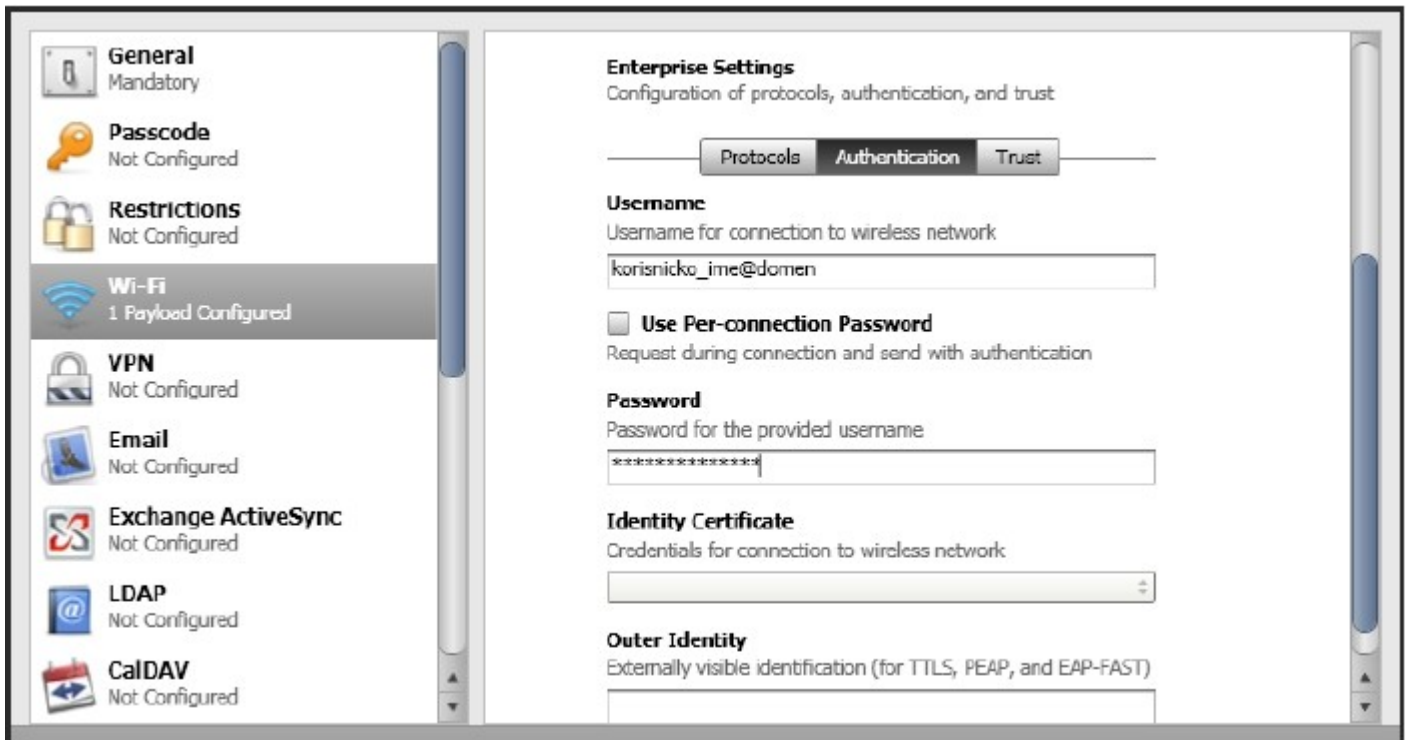 General
Mandatory
Passcode
Not Configured
Restrictions
Not Configured
Wi-Fi
1 Payload Configured
VPN
Not Configured
Email
Not Configured
Exchange ActiveSync
Not Configured
LDAP
Not Configured
CalDAV
Not Configured
Enterprise Settings
Configuration of protocols, authentication, and trust
Protocols Authentication Trust
Username
Username for connection to wireless network
korisnicko_ime@domen
Use Per-connection Password
Request during connection and send with authentication
Password
Password for the provided username
**************
Identity Certificate
Credentials for connection to wireless network
Outer Identity
Externally visible identification (for TTLS, PEAP, and EAP-FAST)